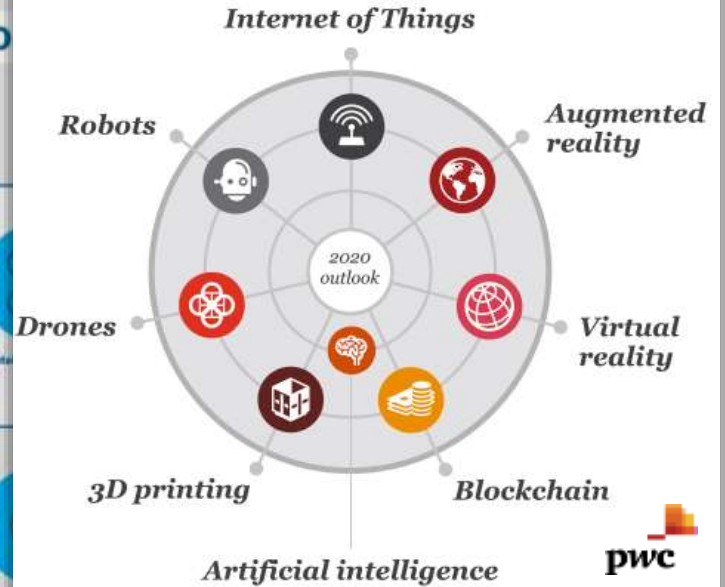 Internet of Things
Robots
Augmented
reality
2020
outlook
Drones
Virtual
reality
3D printing
Blockchain
Artificial intelligence
pwc